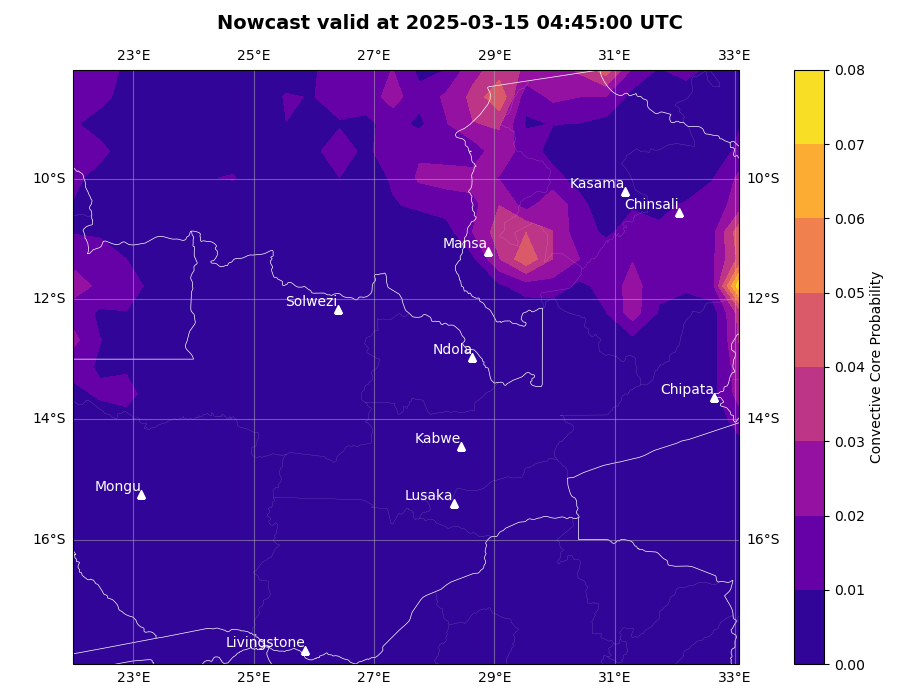 Nowcast valid at 2025-03-15 04:45:00 UTC
23°E 25°E 27°E 29°E 31°E 33°E
0.08
0.07
0.06
0.05
0.04
0.03
0.02
0.01
0.00
Convective Core Probability
10°S 10°S
12°S 12°S
14°S 14°S
16°S 16°S
Kasama
Chinsali
Mansa
Solwezi
Ndola
Chipata
Kabwe
Mongu
Lusaka
Livingstone
23°E 25°E 27°E 29°E 31°E 33°E